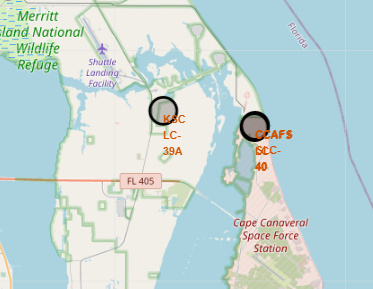 Merritt
sland National
Wildlife
Refuge
Shuttle
Landing
Facility
Florida
KSC
LC-
39A
CCAFS
SLC-
40
FL 405
Cape Canaveral
Space Force
Station